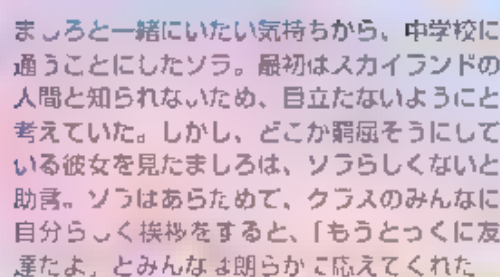 ましろと一緒にいたい気持ちから、中学校に
通うことにしたソラ。最初はスカイランドの
人間と知られないため、目立たないようにと
考えていた。しかし、どこか窮屈そうにして
いる彼女を見たましろは、ソラらしくないと
助言。ソラはあらためて、クラスのみんなに
自分らしく挨拶をすると、「もうとっくに応え
達だよ」とみんなは朗らかに応えてくれた